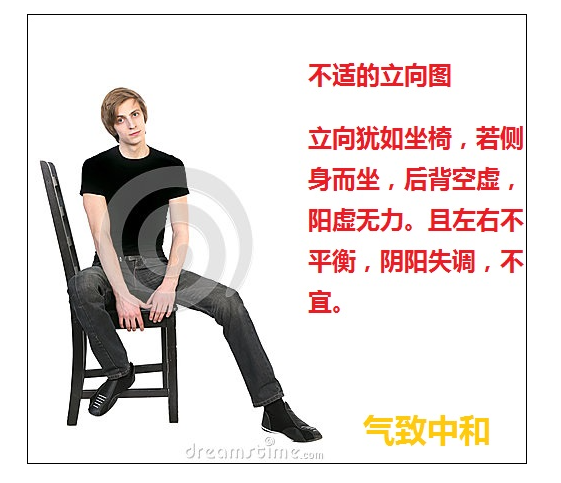 不适的立向图
立向犹如坐椅，若侧
身而坐，后背空虚，
阳虚无力。且左右不
平衡，阴阳失调，不
宜。
气致中和
dreamstime.com